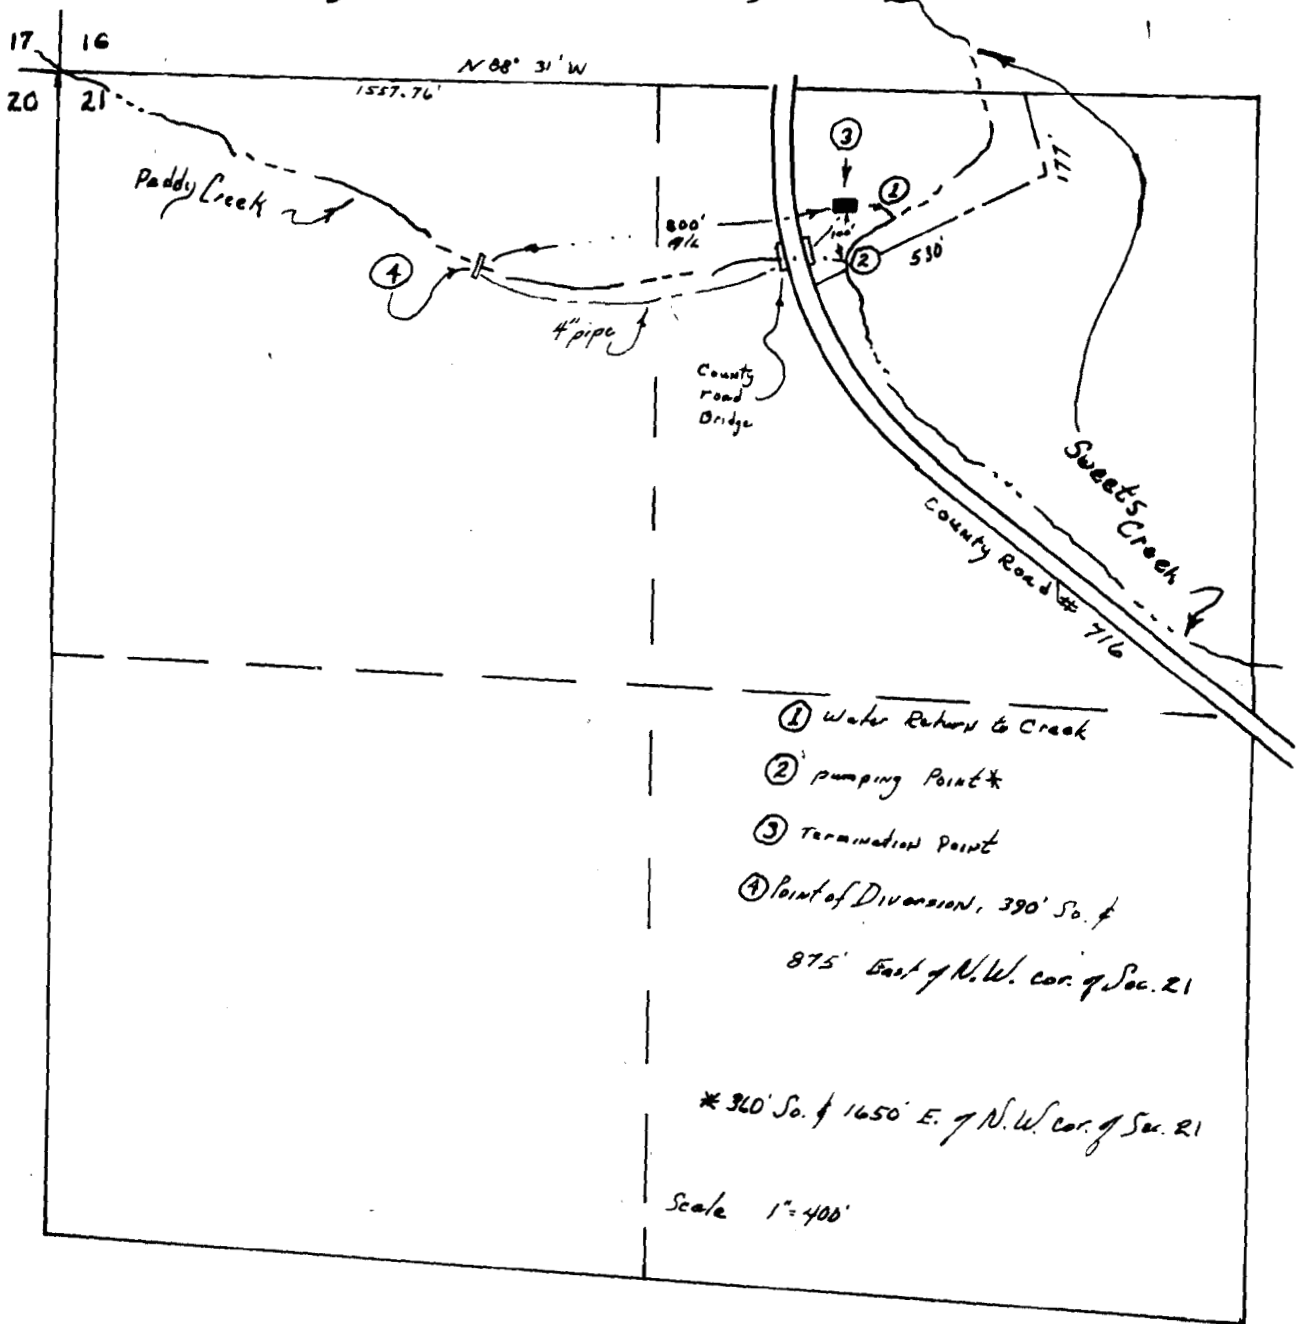 17 16
20 21
N 88° 31' W
1557.76'
③
177'
Paddy Creek
①
800'
100'
②
530'
④
4" pipe
County
road
Bridge
Sweets
Creek
County Road # 716
① Water Return to Creek
② pumping Point*
③ Termination Point
④ Point of Diversion, 390' So. &
875' East of N.W. cor. of Sec. 21
* 360' So. & 1650' E. of N.W. cor. of Sec. 21
Scale 1"=400'